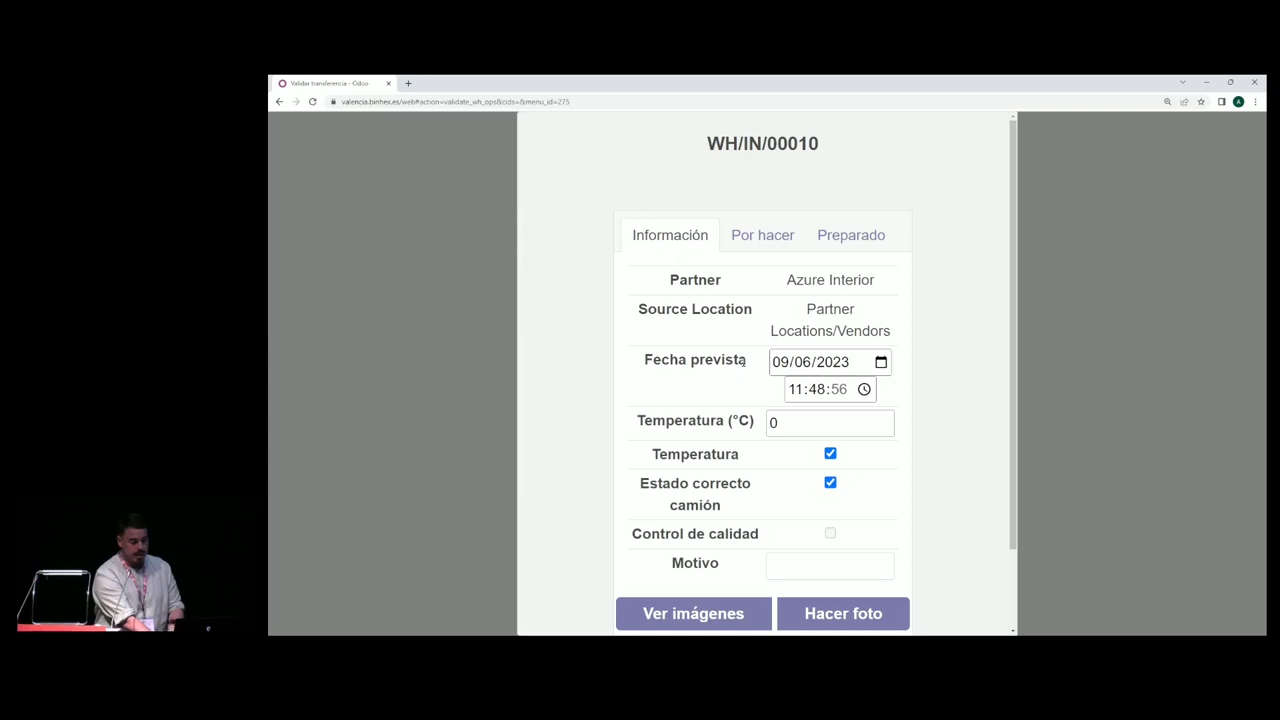 Validar transferencia - Odoo
valencia.binhex.es/web#action=validate_wh_ops&cids=&menu_id=275
A
WH/IN/00010
Información Por hacer Preparado
Partner Azure Interior
Source Location Partner Locations/Vendors
Fecha prevista 09/06/2023
11:48:56
Temperatura (°C) 0
Temperatura
Estado correcto camión
Control de calidad
Motivo
Ver imágenes Hacer foto